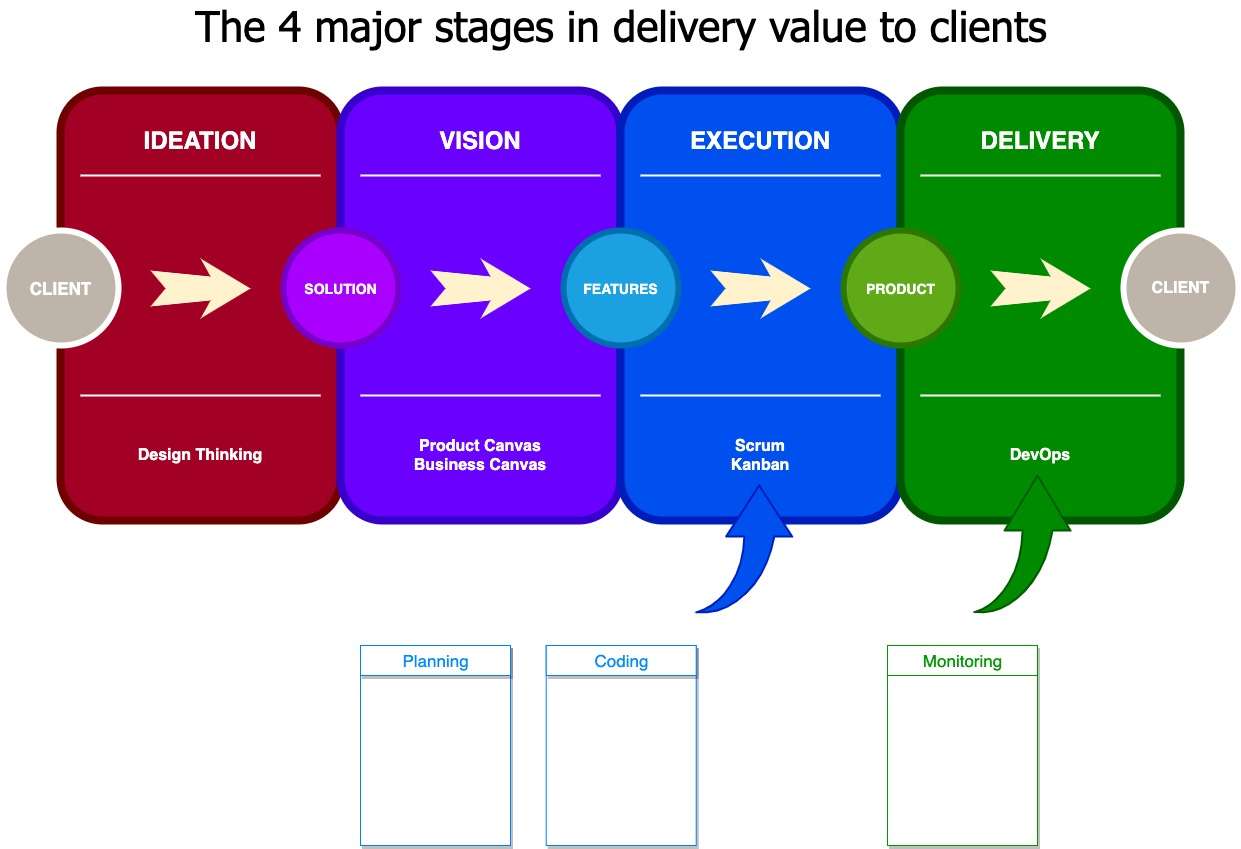 The 4 major stages in delivery value to clients
IDEATION
VISION
EXECUTION
DELIVERY
CLIENT
SOLUTION
FEATURES
PRODUCT
CLIENT
Design Thinking
Product Canvas
Business Canvas
Scrum
Kanban
DevOps
Planning
Coding
Monitoring